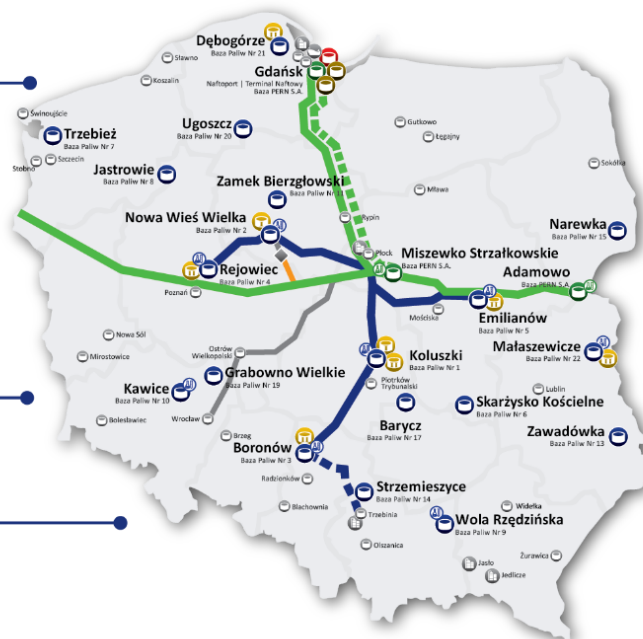 Dębogórze
Baza Paliw Nr 21
Sławno
Koszalin
Gdańsk
Naftoport | Terminal Naftowy
Baza PERN S.A.
Świnoujście
Trzebież
Baza Paliw Nr 7
Ugoszcz
Baza Paliw Nr 20
Gutkowo
Łęgajny
Stobno
Szczecin
Jastrowie
Baza Paliw Nr 8
Sokółka
Zamek Bierzgłowski
Baza Paliw Nr 11
Mława
Nowa Wieś Wielka
Baza Paliw Nr 2
Rypin
Narewka
Baza Paliw Nr 15
Płock
Miszewko Strzałkowskie
Baza PERN S.A.
Rejowiec
Baza Paliw Nr 4
Adamowo
Baza PERN S.A.
Poznań
Mościska
Emilianów
Baza Paliw Nr 5
Nowa Sól
Mirostowice
Ostrów
Wielkopolski
Koluszki
Baza Paliw Nr 1
Małaszewicze
Baza Paliw Nr 22
Grabowno Wielkie
Baza Paliw Nr 19
Piotrków
Trybunalski
Lublin
Kawice
Baza Paliw Nr 10
Skarżysko Kościelne
Baza Paliw Nr 6
Bolesławiec
Wrocław
Barycz
Baza Paliw Nr 17
Zawadówka
Baza Paliw Nr 13
Brzeg
Boronów
Baza Paliw Nr 3
Radzionków
Strzemieszyce
Baza Paliw Nr 14
Blachownia
Trzebinia
Widełka
Wola Rzędzińska
Baza Paliw Nr 9
Olszanica
Żurawica
Jasło
Jedlicze